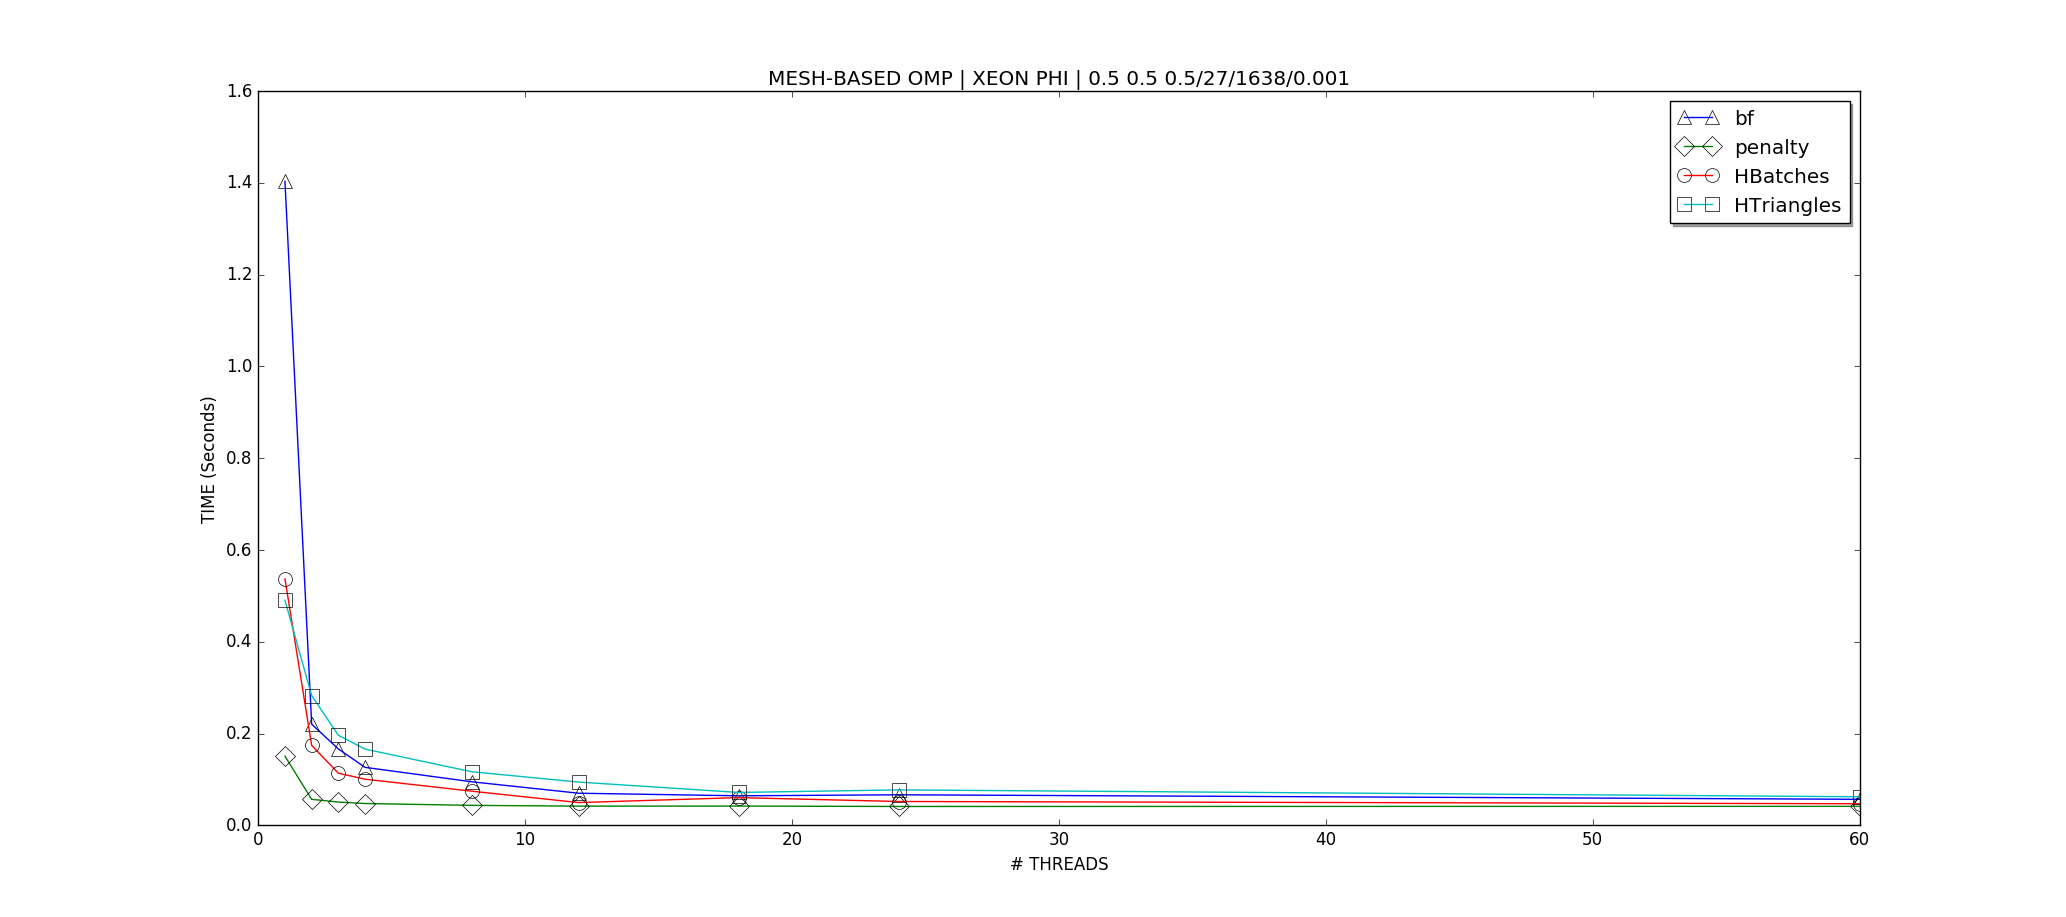 MESH-BASED OMP | XEON PHI | 0.5 0.5 0.5/27/1638/0.001
1.6
1.4
1.2
1.0
0.8
0.6
0.4
0.2
0.0
TIME (Seconds)
bf
penalty
HBatches
HTriangles
0 10 20 30 40 50 60
# THREADS